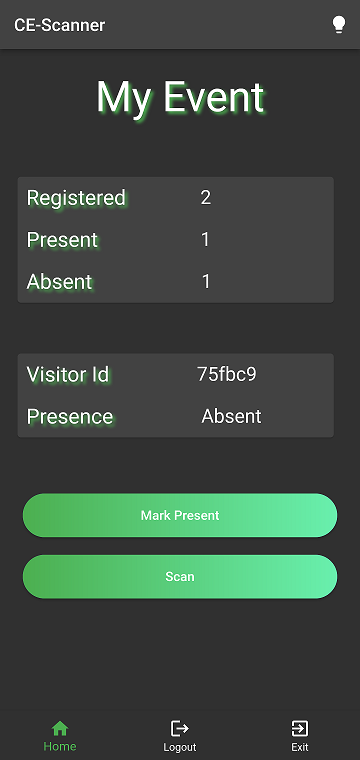 CE-Scanner
My Event
Registered 2
Present 1
Absent 1
Visitor Id 75fbc9
Presence Absent
Mark Present
Scan
Home Logout Exit